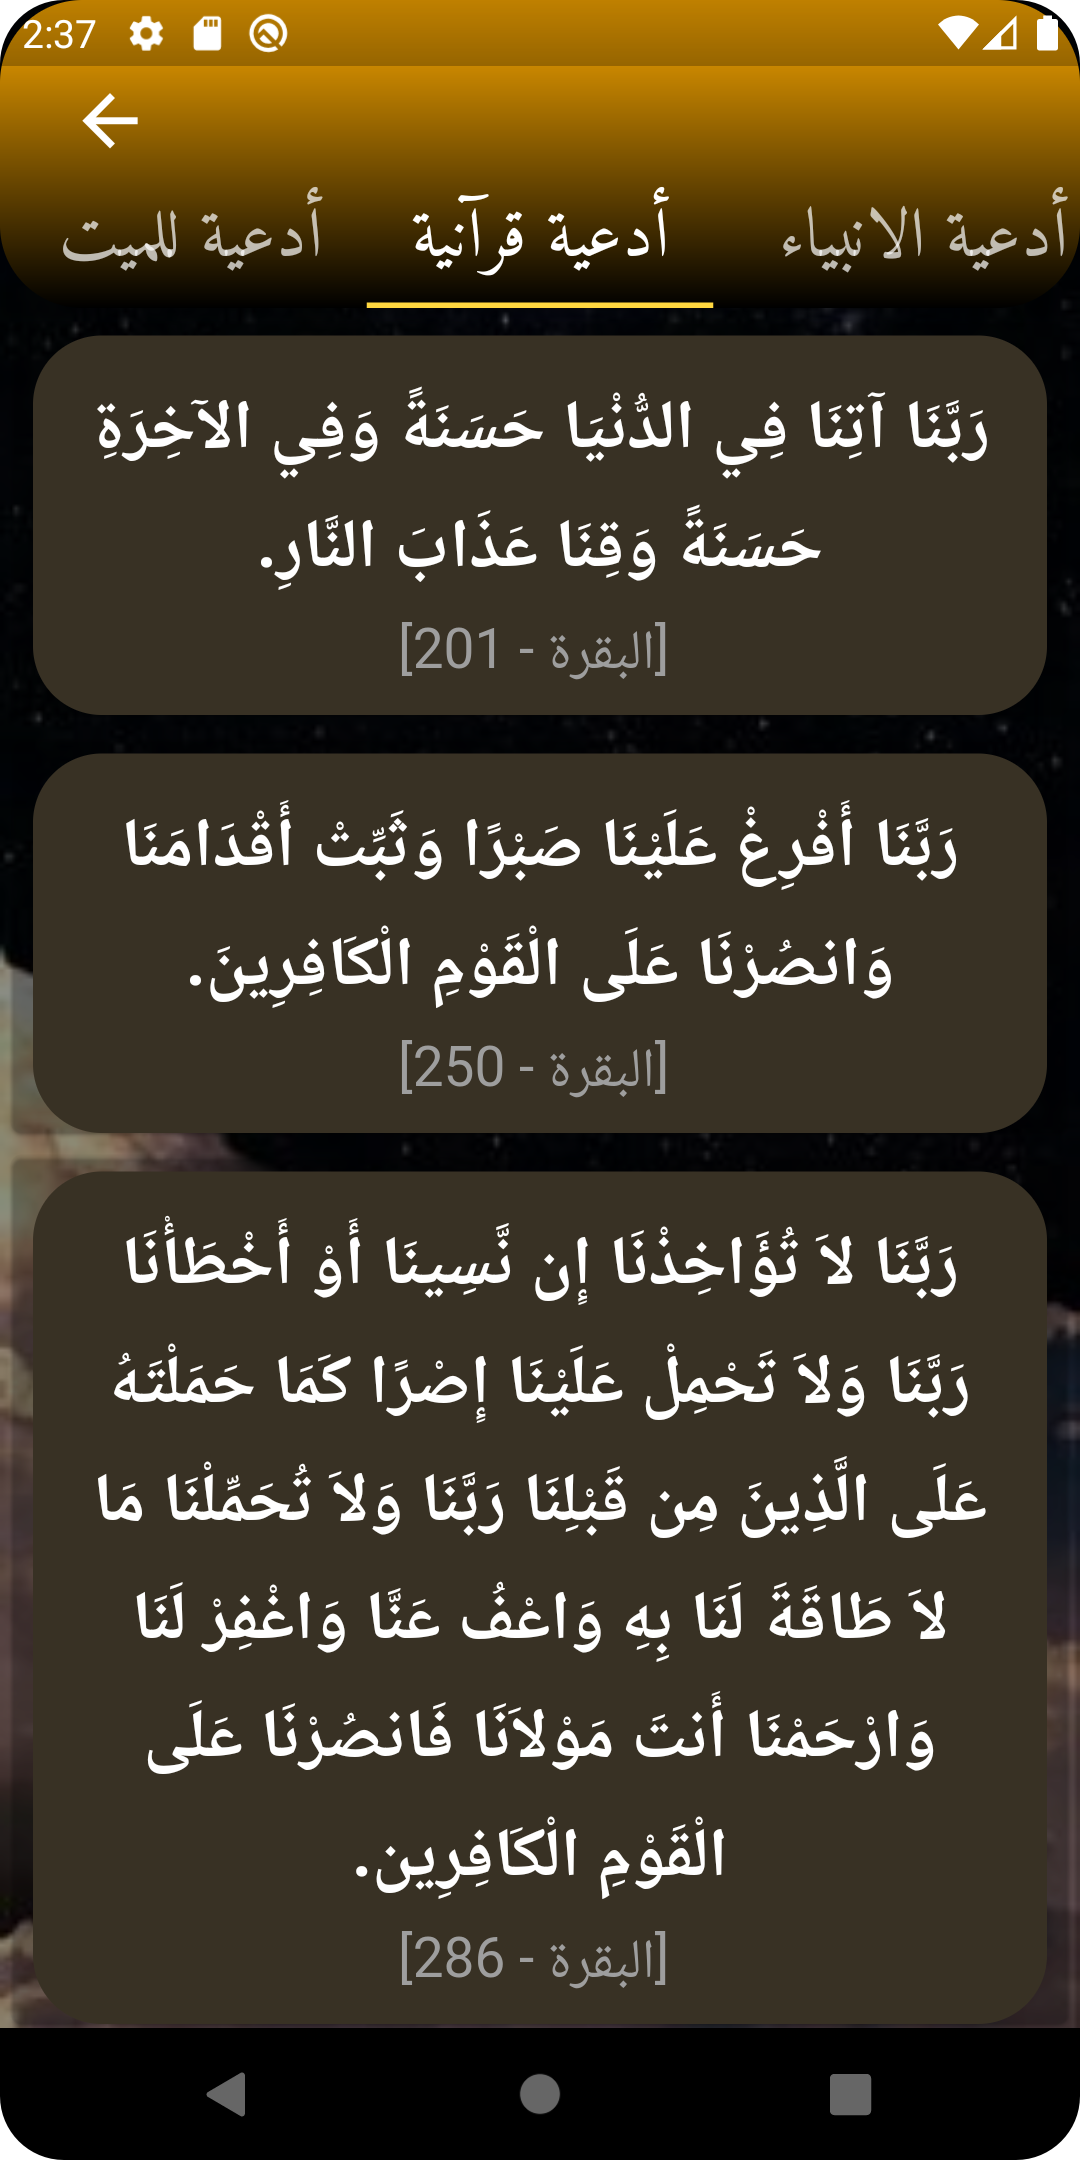 2:37
أدعية الانبياء
أدعية قرآنية
أدعية للميت
رَبَّنَا آتِنَا فِي الدُّنْيَا حَسَنَةً وَفِي الآخِرَةِ
حَسَنَةً وَقِنَا عَذَابَ النَّارِ.
[البقرة - 201]
رَبَّنَا أَفْرِغْ عَلَيْنَا صَبْرًا وَثَبِّتْ أَقْدَامَنَا
وَانصُرْنَا عَلَى الْقَوْمِ الْكَافِرِينَ.
[البقرة - 250]
رَبَّنَا لاَ تُؤَاخِذْنَا إِن نَّسِينَا أَوْ أَخْطَأْنَا
رَبَّنَا وَلاَ تَحْمِلْ عَلَيْنَا إِصْرًا كَمَا حَمَلْتَهُ
عَلَى الَّذِينَ مِن قَبْلِنَا رَبَّنَا وَلاَ تُحَمِّلْنَا مَا
لاَ طَاقَةَ لَنَا بِهِ وَاعْفُ عَنَّا وَاغْفِرْ لَنَا
وَارْحَمْنَا أَنتَ مَوْلاَنَا فَانصُرْنَا عَلَى
الْقَوْمِ الْكَافِرِين.
[البقرة - 286]